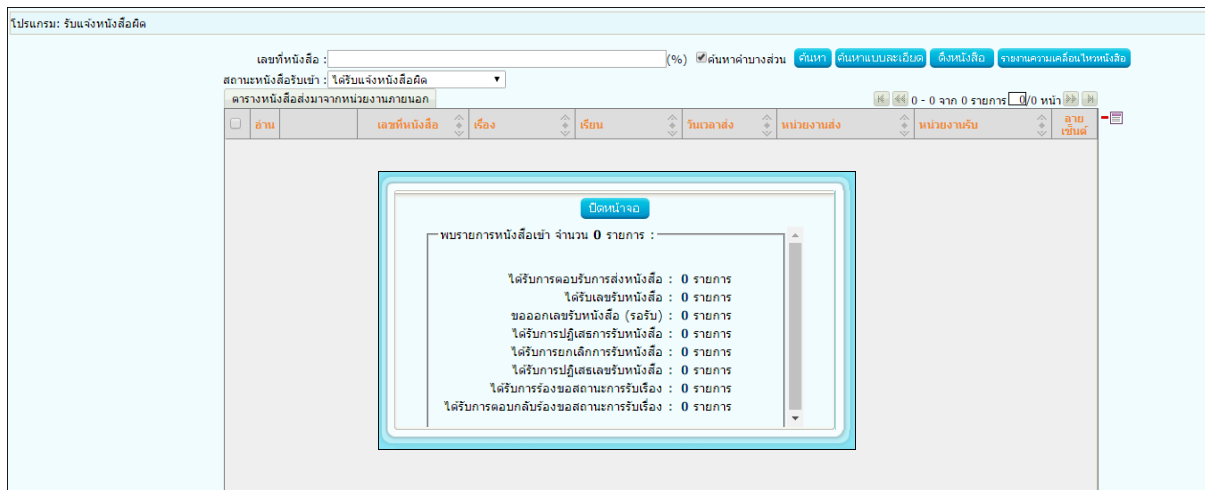 โปรแกรม: รับแจ้งหนังสือผิด
เลขที่หนังสือ : (%) ค้นหาคำบางส่วน ค้นหา ค้นหาแบบละเอียด ดึงหนังสือ รายงานความเคลื่อนไหวหนังสือ
สถานะหนังสือรับเข้า : ได้รับแจ้งหนังสือผิด
ตารางหนังสือส่งมาจากหน่วยงานภายนอก 0 - 0 จาก 0 รายการ 0/0 หน้า
อ่าน เลขที่หนังสือ เรื่อง เรียน วันเวลาส่ง หน่วยงานส่ง หน่วยงานรับ ลายเซ็นต์
ปิดหน้าจอ
พบรายการหนังสือเข้า จำนวน 0 รายการ :
ได้รับการตอบรับการส่งหนังสือ : 0 รายการ
ได้รับเลขรับหนังสือ : 0 รายการ
ขอออกเลขรับหนังสือ (รอรับ) : 0 รายการ
ได้รับการปฏิเสธการรับหนังสือ : 0 รายการ
ได้รับการยกเลิกการรับหนังสือ : 0 รายการ
ได้รับการปฏิเสธเลขรับหนังสือ : 0 รายการ
ได้รับการร้องขอสถานะการรับเรื่อง : 0 รายการ
ได้รับการตอบกลับร้องขอสถานะการรับเรื่อง : 0 รายการ